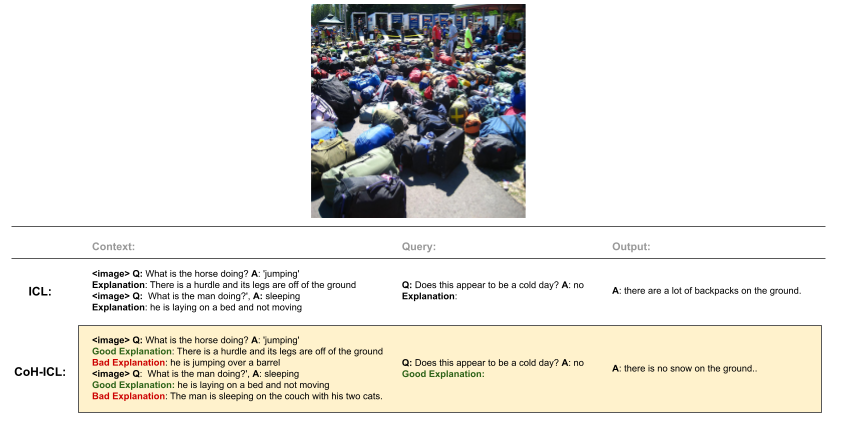 Context:
Query:
Output:
ICL:
<image> Q: What is the horse doing? A: 'jumping'
Explanation: There is a hurdle and its legs are off of the ground
<image> Q:  What is the man doing?', A: sleeping
Explanation: he is laying on a bed and not moving
Q: Does this appear to be a cold day? A: no
Explanation:
A: there are a lot of backpacks on the ground.
CoH-ICL:
<image> Q: What is the horse doing? A: 'jumping'
Good Explanation: There is a hurdle and its legs are off of the ground
Bad Explanation: he is jumping over a barrel
<image> Q:  What is the man doing?', A: sleeping
Good Explanation: he is laying on a bed and not moving
Bad Explanation: The man is sleeping on the couch with his two cats.
Q: Does this appear to be a cold day? A: no
Good Explanation:
A: there is no snow on the ground..